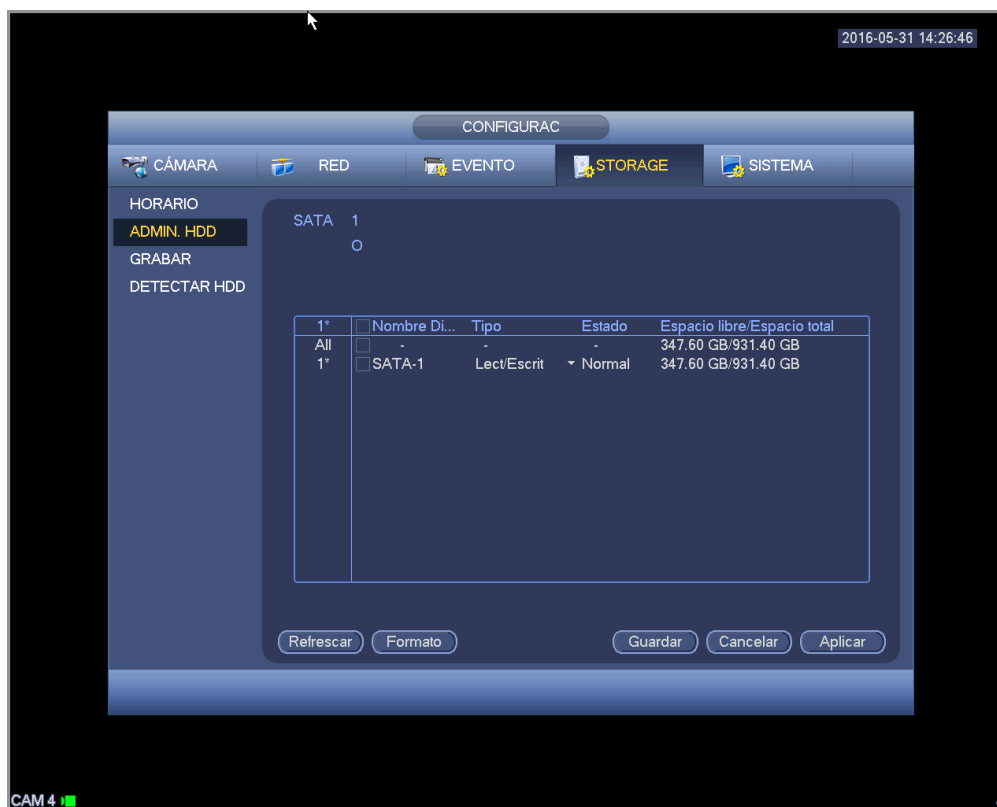 2016-05-31 14:26:46
CONFIGURAC
CÁMARA RED EVENTO STORAGE SISTEMA
HORARIO
ADMIN. HDD
GRABAR
DETECTAR HDD
SATA 1
O
1* Nombre Di... Tipo Estado Espacio libre/Espacio total
All - - - 347.60 GB/931.40 GB
1* SATA-1 Lect/Escrit Normal 347.60 GB/931.40 GB
Refrescar Formato Guardar Cancelar Aplicar
CAM 4